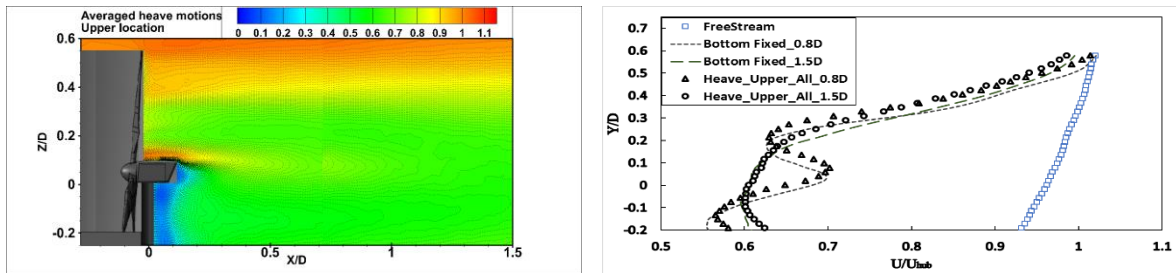 Averaged heave motions
Upper location
0 0.1 0.2 0.3 0.4 0.5 0.6 0.7 0.8 0.9 1 1.1
0.6
0.4
0.2
0
-0.2
Z/D
0 0.5 1 1.5
X/D
0.75
0.6
0.5
0.4
0.3
0.2
0.1
0
-0.1
-0.2
Y/D
FreeStream
Bottom Fixed_0.8D
Bottom Fixed_1.5D
Heave_Upper_All_0.8D
Heave_Upper_All_1.5D
0.5 0.6 0.7 0.8 0.9 1 1.1
U/Uhub